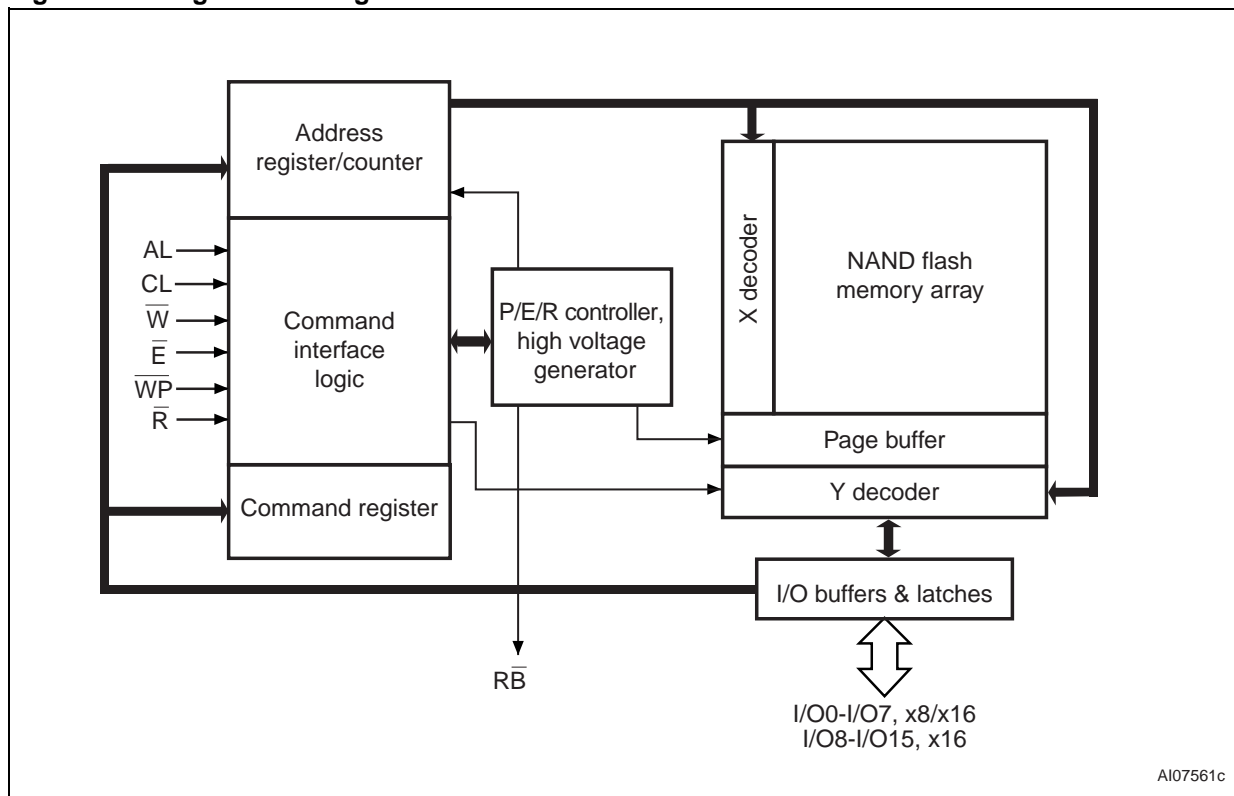 Address
register/counter
AL
CL
W̅
E̅
W̅P̅
R̅
Command
interface
logic
Command register
P/E/R controller,
high voltage
generator
RB̅
X decoder
NAND flash
memory array
Page buffer
Y decoder
I/O buffers & latches
I/O0-I/O7, x8/x16
I/O8-I/O15, x16
AI07561c